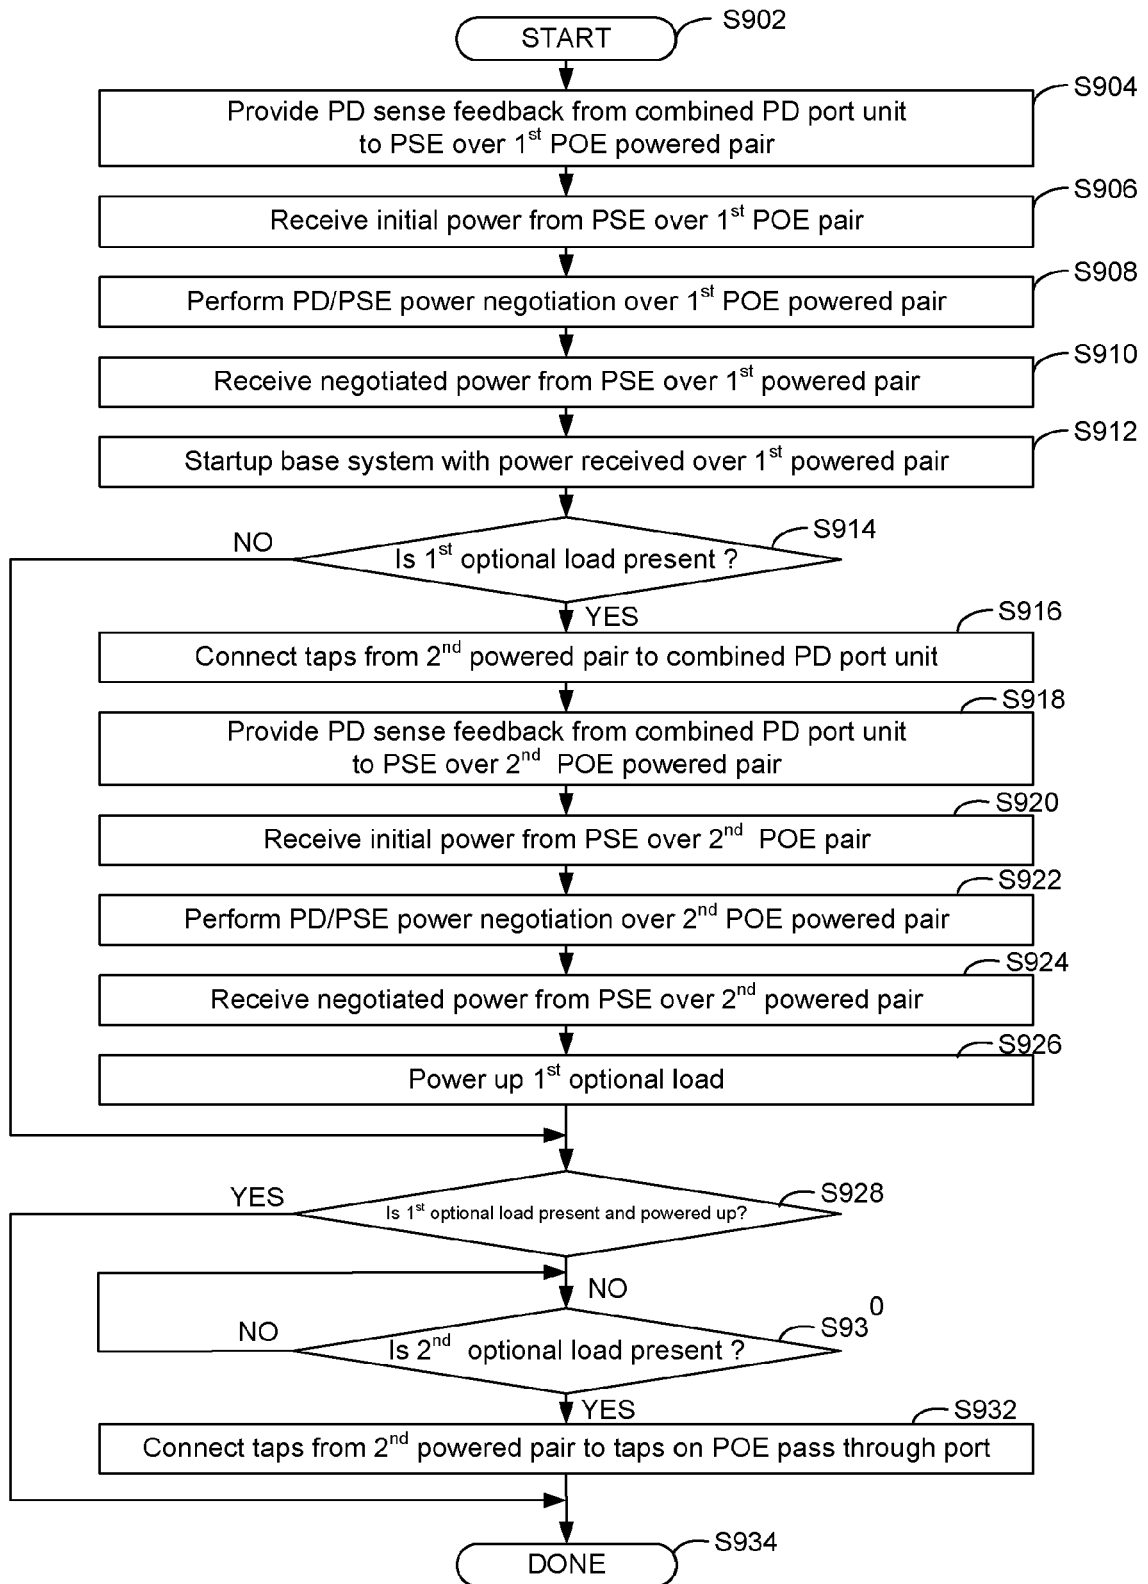 START
S902
S904
Provide PD sense feedback from combined PD port unit
to PSE over 1st POE powered pair
S906
Receive initial power from PSE over 1st POE pair
S908
Perform PD/PSE power negotiation over 1st POE powered pair
S910
Receive negotiated power from PSE over 1st powered pair
S912
Startup base system with power received over 1st powered pair
S914
NO
Is 1st optional load present ?
YES
S916
Connect taps from 2nd powered pair to combined PD port unit
S918
Provide PD sense feedback from combined PD port unit
to PSE over 2nd POE powered pair
S920
Receive initial power from PSE over 2nd POE pair
S922
Perform PD/PSE power negotiation over 2nd POE powered pair
S924
Receive negotiated power from PSE over 2nd powered pair
S926
Power up 1st optional load
YES
S928
Is 1st optional load present and powered up?
NO
S930
NO
Is 2nd optional load present ?
YES
S932
Connect taps from 2nd powered pair to taps on POE pass through port
S934
DONE